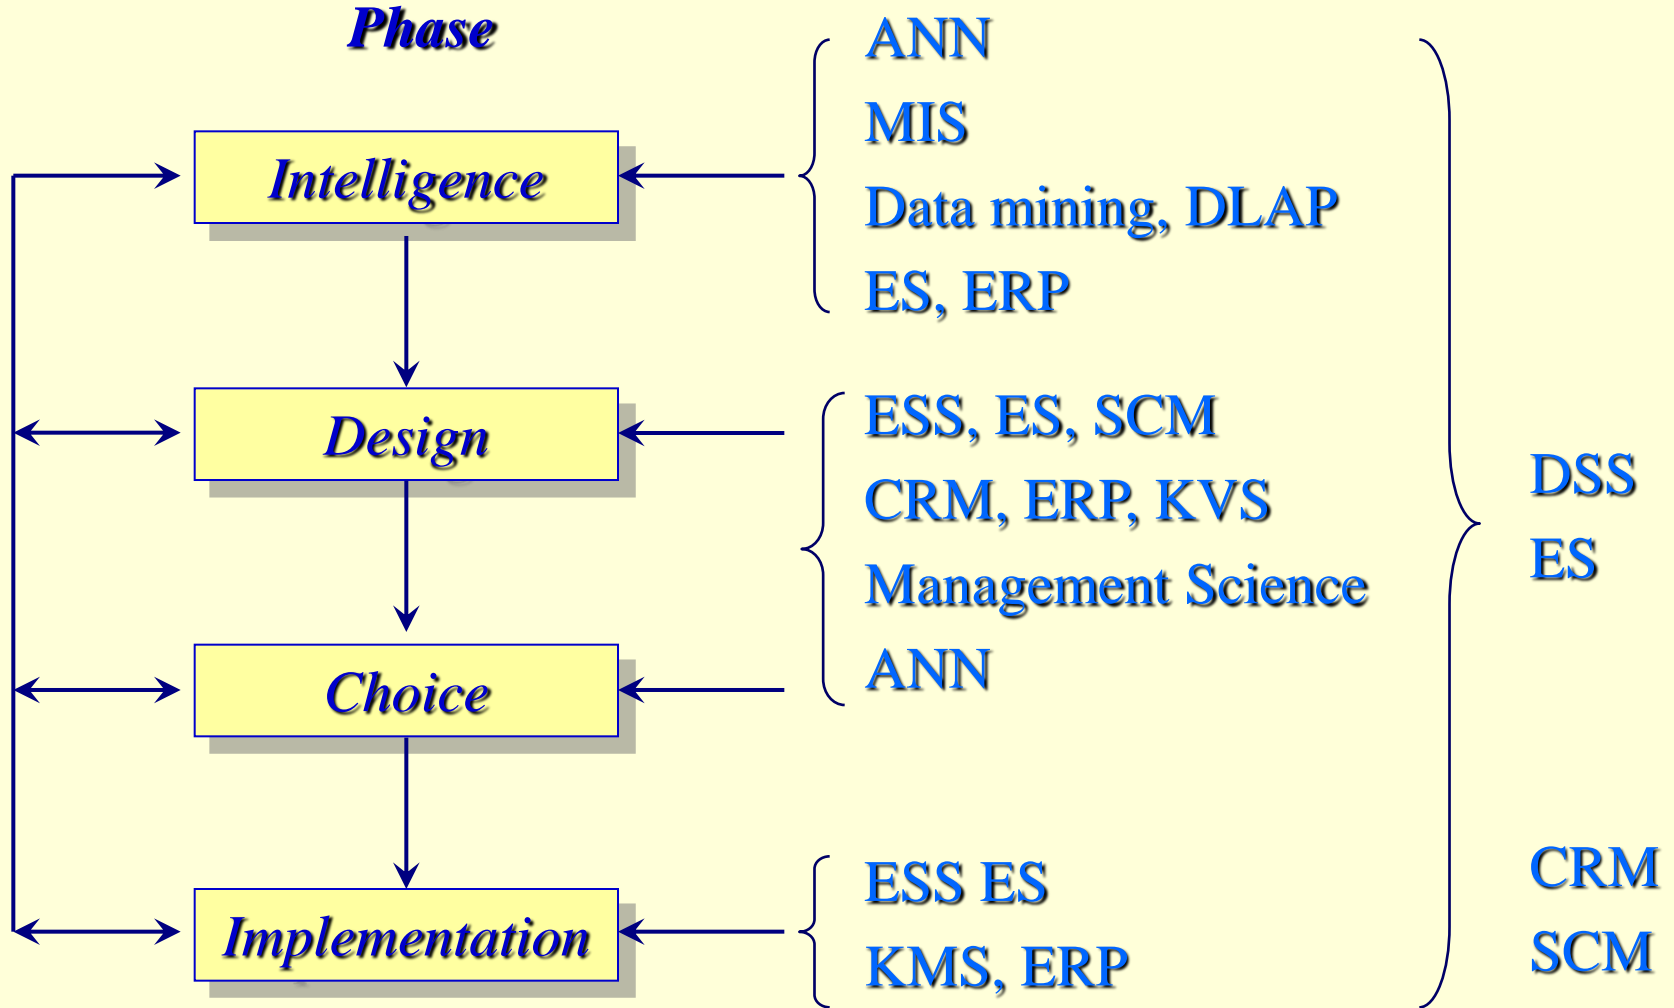 Phase
Intelligence
Design
Choice
Implementation
ANN
MIS
Data mining, DLAP
ES, ERP
ESS, ES, SCM
CRM, ERP, KVS
Management Science
ANN
ESS ES
KMS, ERP
DSS
ES
CRM
SCM